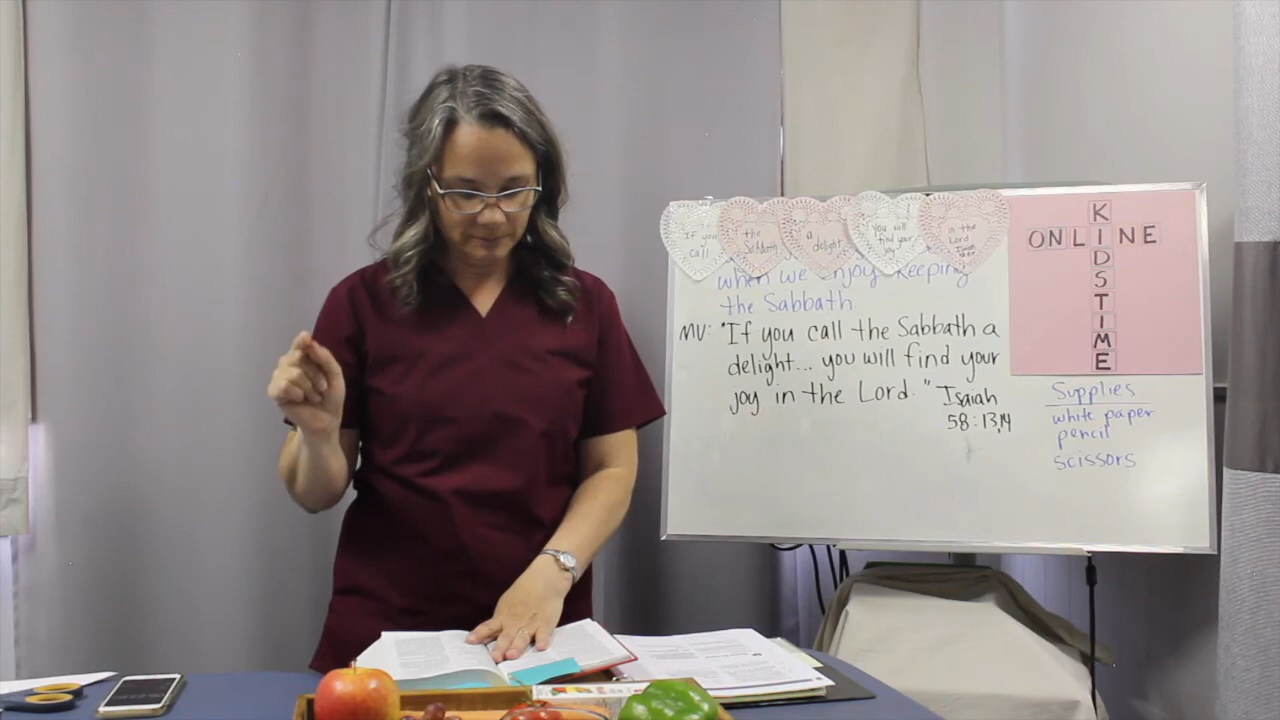 If you call
the Sabbath
a delight
you will find your joy
in the Lord Isaiah
when we enjoy keeping
the Sabbath
MV: "If you call the Sabbath a
delight... you will find your
joy in the Lord." Isaiah
58:13,14
KIDSTIME
ONLINE
Supplies
white paper
pencil
scissors